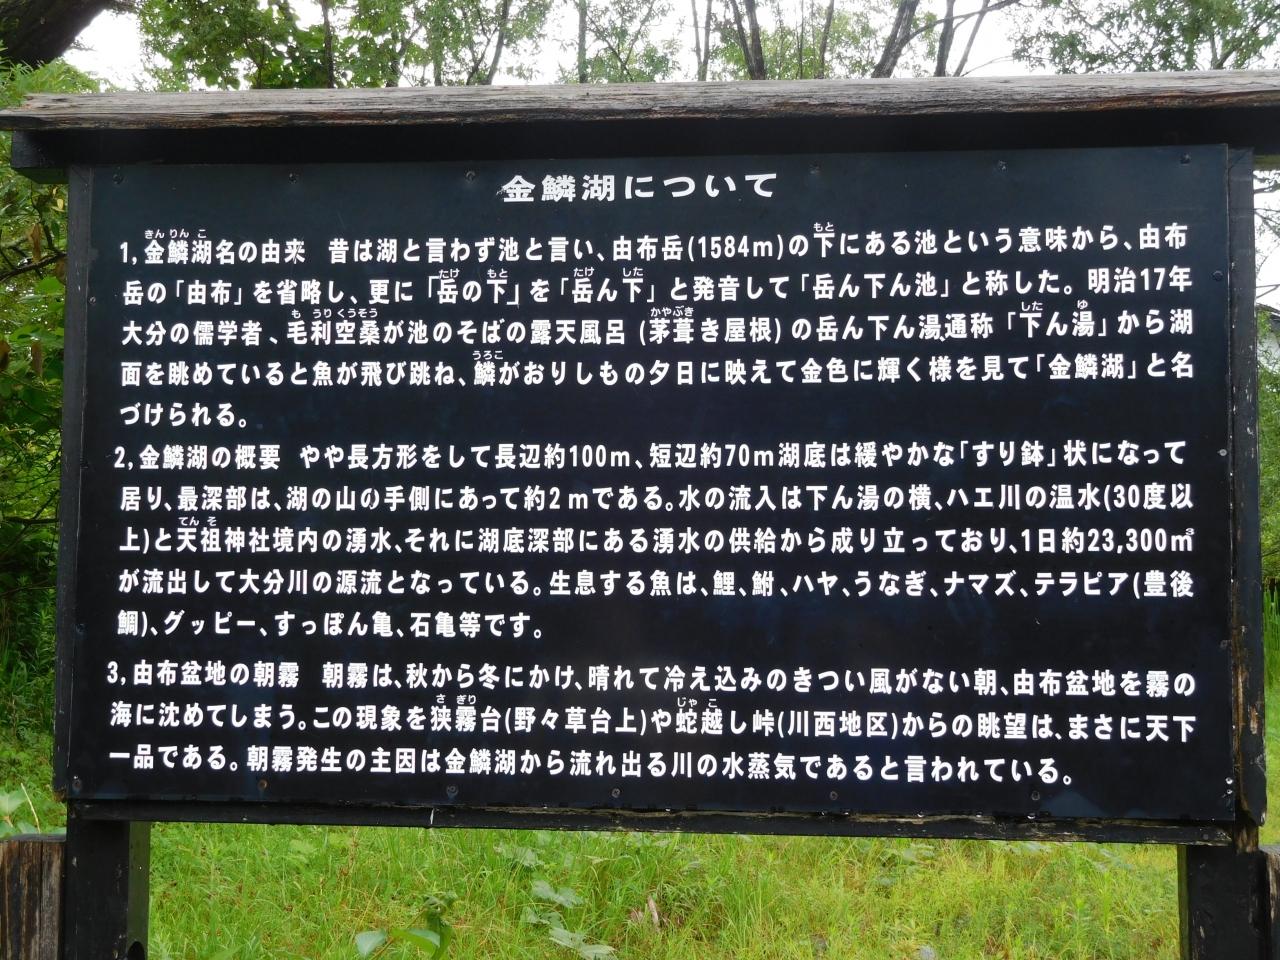 金鱗湖について
1,金鱗湖名の由来 昔は湖と言わず池と言い、由布岳(1584m)の下にある池という意味から、由布
岳の「由布」を省略し、更に「岳の下」を「岳ん下」と発音して「岳ん下ん池」と称した。明治17年
大分の儒学者、毛利空桑が池のそばの露天風呂(茅葺き屋根)の岳ん下ん湯通称「下ん湯」から湖
面を眺めていると魚が飛び跳ね、鱗がおりしもの夕日に映えて金色に輝く様を見て「金鱗湖」と名
づけられる。
2,金鱗湖の概要 やや長方形をして長辺約100m、短辺約70m湖底は緩やかな「すり鉢」状になって
居り、最深部は、湖の山の手側にあって約2mである。水の流入は下ん湯の横、ハエ川の温水(30度以
上)と天祖神社境内の湧水、それに湖底深部にある湧水の供給から成り立っており、1日約23,300㎥
が流出して大分川の源流となっている。生息する魚は、鯉、鮒、ハヤ、うなぎ、ナマズ、テラピア(豊後
鯛)、グッピー、すっぽん亀、石亀等です。
3,由布盆地の朝霧 朝霧は、秋から冬にかけ、晴れて冷え込みのきつい風がない朝、由布盆地を霧の
海に沈めてしまう。この現象を狭霧台(野々草台上)や蛇越し峠(川西地区)からの眺望は、まさに天下
一品である。朝霧発生の主因は金鱗湖から流れ出る川の水蒸気であると言われている。